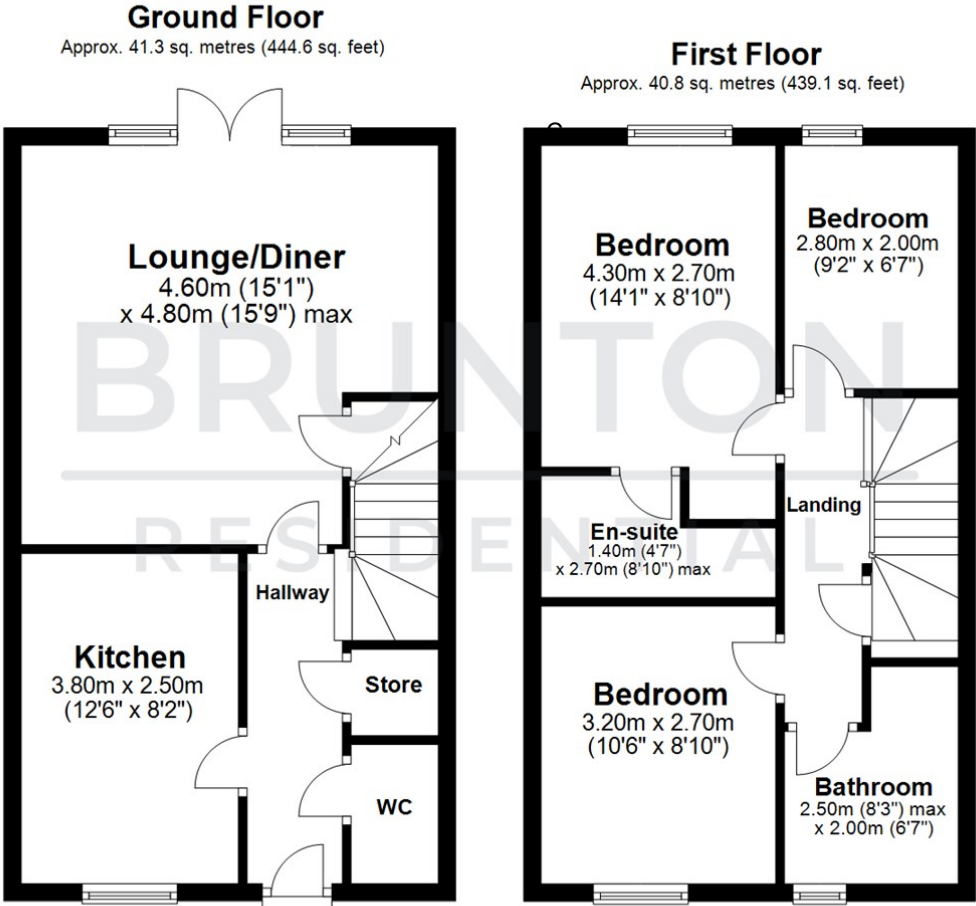 Ground Floor
Approx. 41.3 sq. metres (444.6 sq. feet)
Lounge/Diner
4.60m (15'1")
x 4.80m (15'9") max
Hallway
Kitchen
3.80m x 2.50m
(12'6" x 8'2")
Store
WC
First Floor
Approx. 40.8 sq. metres (439.1 sq. feet)
Bedroom
4.30m x 2.70m
(14'1" x 8'10")
Bedroom
2.80m x 2.00m
(9'2" x 6'7")
Landing
En-suite
1.40m (4'7")
x 2.70m (8'10") max
Bedroom
3.20m x 2.70m
(10'6" x 8'10")
Bathroom
2.50m (8'3") max
x 2.00m (6'7")
BRUNTON
RESIDENTIAL